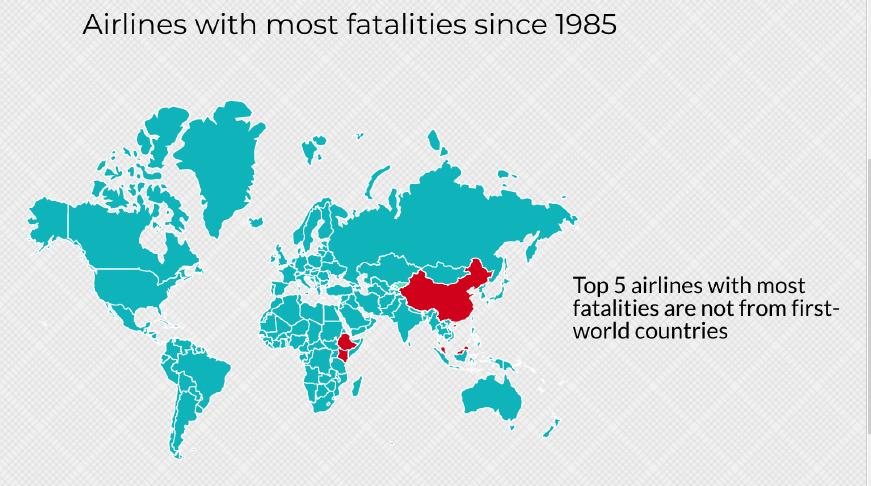 Airlines with most fatalities since 1985
Top 5 airlines with most
fatalities are not from first-
world countries